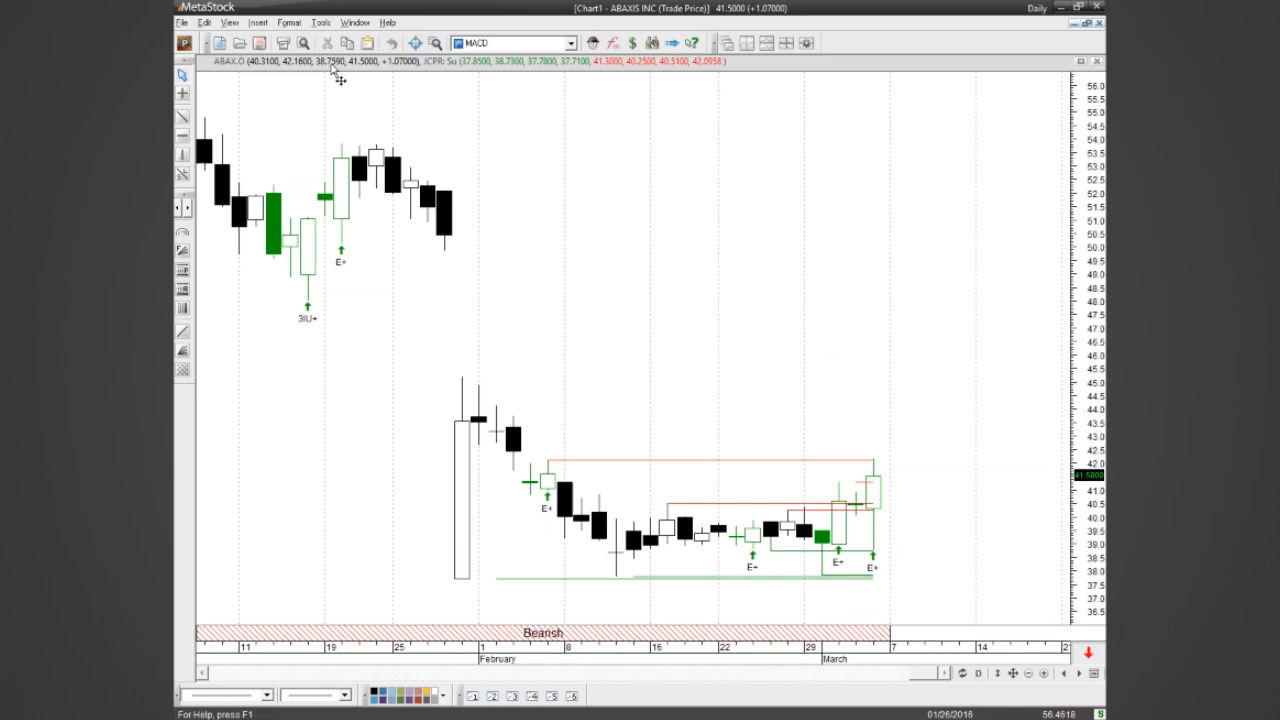 MetaStock
[Chart1 - ABAXIS INC (Trade Price)] 41.5000 (+1.07000)
Daily
File Edit View Insert Format Tools Window Help
P MACD
ABAX.O (40.3100, 42.1600, 38.7590, 41.5000, +1.07000), JCPR: Su (37.8500, 38.7300, 37.7800, 37.7100, 41.3000, 40.2500, 40.5100, 42.0958 )
56.0
55.5
55.0
54.5
54.0
53.5
53.0
52.5
52.0
51.5
51.0
50.5
50.0
49.5
49.0
48.5
48.0
47.5
47.0
46.5
46.0
45.5
45.0
44.5
44.0
43.5
43.0
42.5
42.0
41.5000
41.0
40.5
40.0
39.5
39.0
38.5
38.0
37.5
37.0
36.5
E+
3IU+
E+
E+
E+
E+
Bearish
11 19 25 1 8 16 22 29 7 14 2
February March
D
1 2 3 4 5 6
For Help, press F1
01/26/2016
56.4618
S